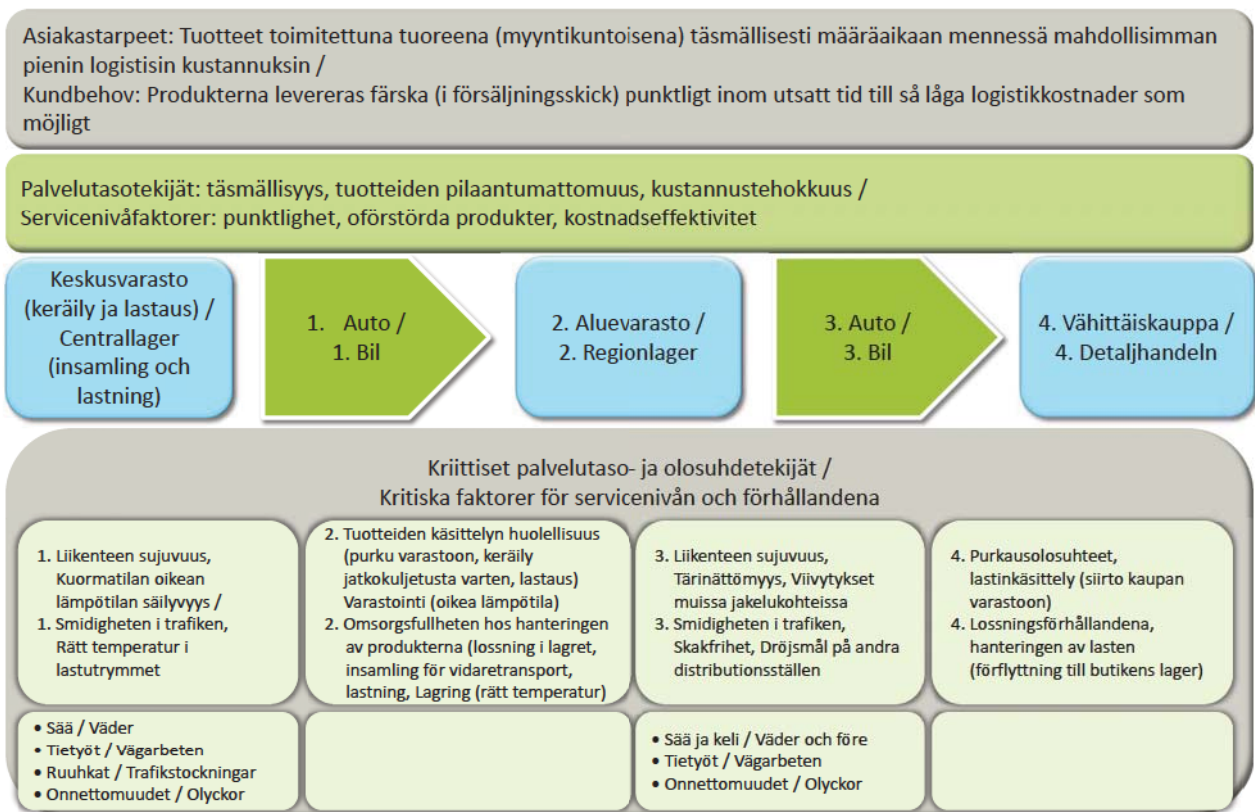 Asiakastarpeet: Tuotteet toimitettuna tuoreena (myyntikuntoisena) täsmällisesti määräaikaan mennessä mahdollisimman
pienin logistisin kustannuksin /
Kundbehov: Produkterna levereras färska (i försäljningsskick) punktligt inom utsatt tid till så låga logistikkostnader som
möjligt
Palvelutasotekijät: täsmällisyys, tuotteiden pilaantumattomuus, kustannustehokkuus /
Servicenivåfaktorer: punktlighet, oförstörda produkter, kostnadseffektivitet
Keskusvarasto
(keräily ja lastaus) /
Centrallager
(insamling och
lastning)
1. Auto /
1. Bil
2. Aluevarasto /
2. Regionlager
3. Auto /
3. Bil
4. Vähittäiskauppa /
4. Detaljhandeln
Kriittiset palvelutaso- ja olosuhdetekijät /
Kritiska faktorer för servicenivån och förhållandena
1. Liikenteen sujuvuus,
Kuormatilan oikean
lämpötilan säilyvyys /
1. Smidigheten i trafiken,
Rätt temperatur i
lastutrymmet
2. Tuotteiden käsittelyn huolellisuus
(purku varastoon, keräily
jatkokuljetusta varten, lastaus)
Varastointi (oikea lämpötila)
2. Omsorgsfullheten hos hanteringen
av produkterna (lossning i lagret,
insamling för vidaretransport,
lastning, Lagring (rätt temperatur)
3. Liikenteen sujuvuus,
Tärinättömyys, Viivytykset
muissa jakelukohteissa
3. Smidigheten i trafiken,
Skakfrihet, Dröjsmål på andra
distributionsställen
4. Purkausolosuhteet,
lastinkäsittely (siirto kaupan
varastoon)
4. Lossningsförhållandena,
hanteringen av lasten
(förflyttning till butikens lager)
• Sää / Väder
• Tietyöt / Vägarbeten
• Ruuhkat / Trafikstockningar
• Onnettomuudet / Olyckor
• Sää ja keli / Väder och före
• Tietyöt / Vägarbeten
• Onnettomuudet / Olyckor